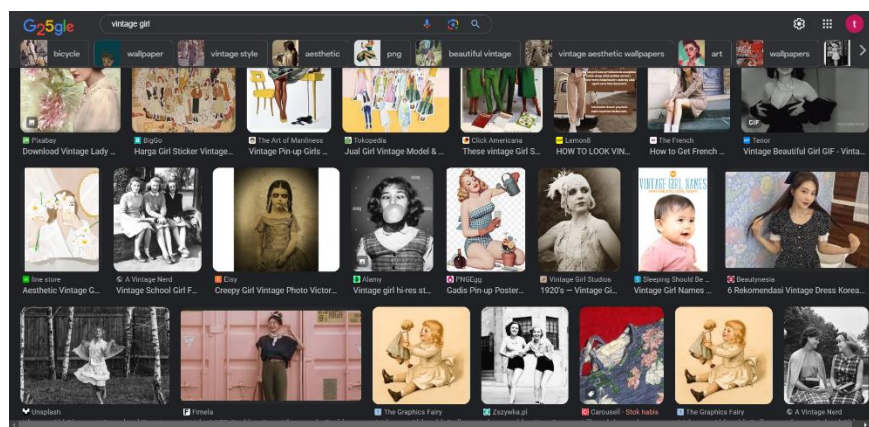 G25gle
vintage girl
t
bicycle
wallpaper
vintage style
aesthetic
png
beautiful vintage
vintage aesthetic wallpapers
art
wallpapers
GIF
Pixabay
Download Vintage Lady ...
BigGo
Harga Girl Sticker Vintage...
The Art of Manliness
Vintage Pin-up Girls ...
Tokopedia
Jual Girl Vintage Model & ...
Click Americana
These vintage Girl S...
Lemon8
HOW TO LOOK VIN...
The French
How to Get French ...
Tenor
Vintage Beautiful Girl GIF - Vinta...
VINTAGE GIRL NAMES
line store
Aesthetic Vintage G...
A Vintage Nerd
Vintage School Girl F...
Etsy
Creepy Girl Vintage Photo Victor...
Alamy
Vintage girl hi-res st...
PNGEgg
Gadis Pin-up Poster...
Vintage Girl Studios
1920's — Vintage Gi...
Sleeping Should Be ...
Vintage Girl Names ...
Beautynesia
6 Rekomendasi Vintage Dress Korea...
Unsplash
Fimela
The Graphics Fairy
Zszywka.pl
Carousell · Stok habis
The Graphics Fairy
A Vintage Nerd